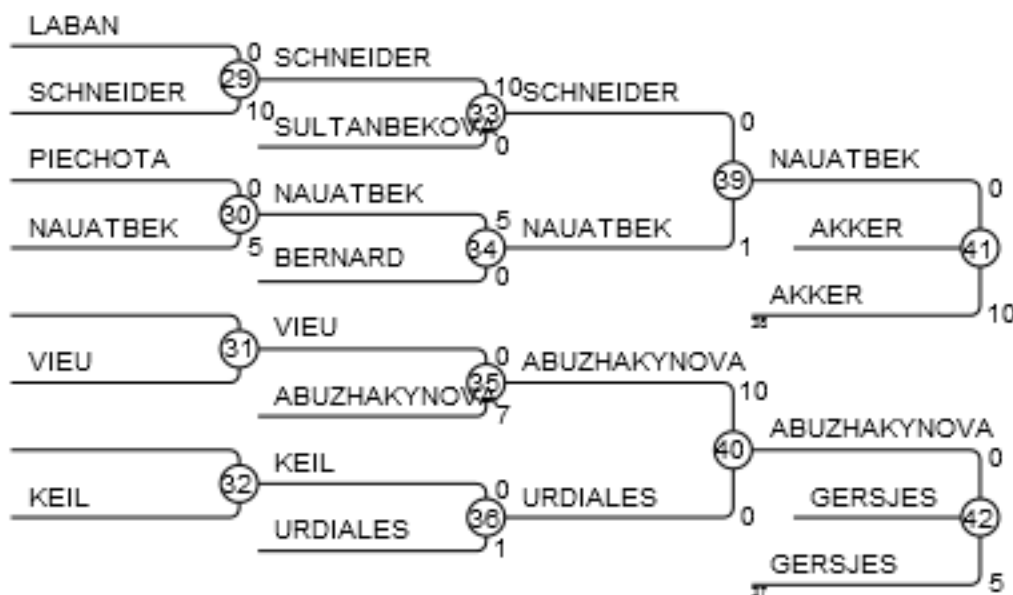 LABAN
0
SCHNEIDER
29
SCHNEIDER
10
10
SCHNEIDER
33
SULTANBEKOVA
0
0
PIECHOTA
39
NAUATBEK
0
0
NAUATBEK
30
NAUATBEK
5
5
NAUATBEK
34
1
AKKER
41
BERNARD
0
AKKER
10
VIEU
31
VIEU
0
ABUZHAKYNOVA
35
10
ABUZHAKYNOVA
7
ABUZHAKYNOVA
40
0
KEIL
32
KEIL
0
URDIALES
36
0
GERSJES
42
URDIALES
1
GERSJES
5